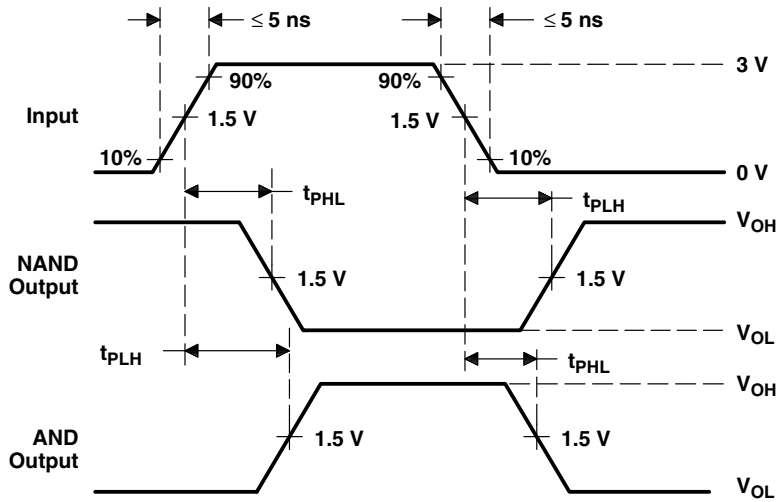 ≤ 5 ns
≤ 5 ns
3 V
90%
90%
Input
1.5 V
1.5 V
10%
10%
0 V
tPHL
tPLH
VOH
NAND
Output
1.5 V
1.5 V
VOL
tPLH
tPHL
VOH
AND
Output
1.5 V
1.5 V
VOL